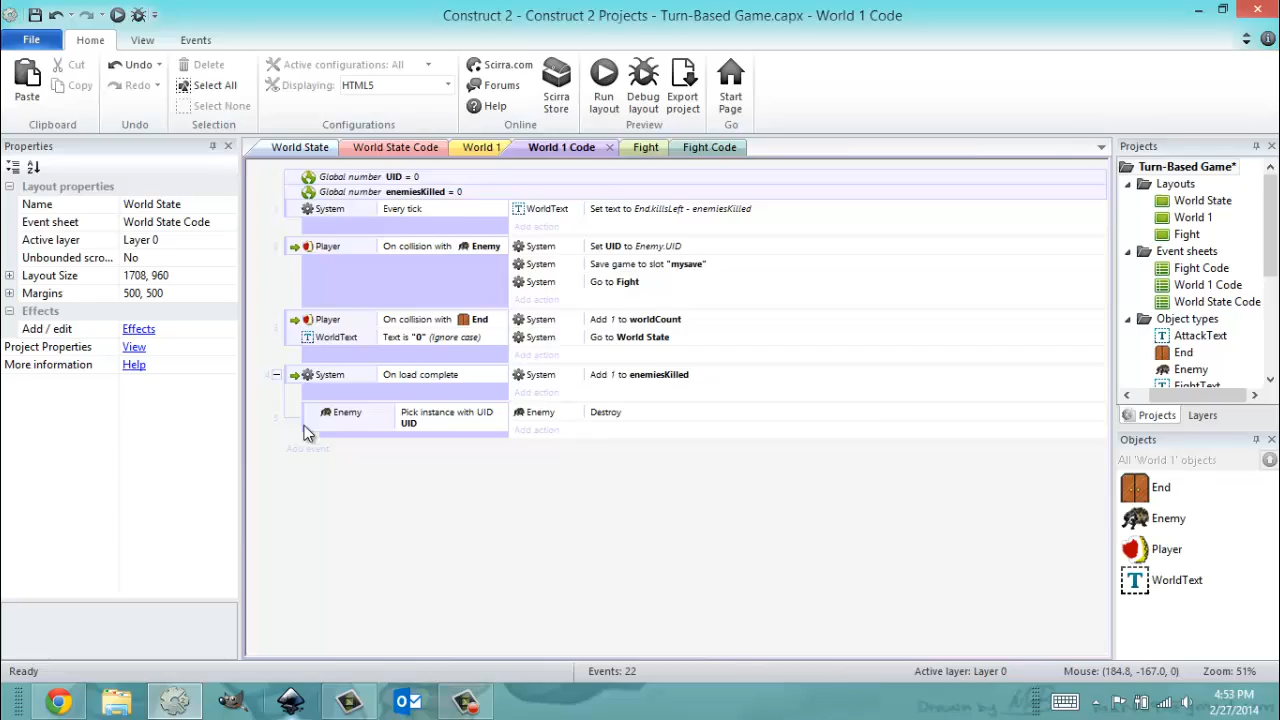 Construct 2 - Construct 2 Projects - Turn-Based Game.capx - World 1 Code
File Home View Events
Paste Cut Copy Undo Redo Delete Select All Select None
Active configurations: All
Displaying: HTML5
Scirra.com Forums Help
Scirra Store
Run layout Debug layout Export project Start Page
Clipboard Undo Selection Configurations Online Preview Go
Properties
World State World State Code World 1 World 1 Code Fight Fight Code
Projects
Layout properties
Name World State
Event sheet World State Code
Active layer Layer 0
Unbounded scro... No
Layout Size 1708, 960
Margins 500, 500
Effects
Add / edit Effects
Project Properties View
More information Help
Global number UID = 0
Global number enemiesKilled = 0
System Every tick WorldText Set text to End.killsLeft - enemiesKilled
Add action
Player On collision with Enemy System Set UID to Enemy.UID
System Save game to slot "mysave"
System Go to Fight
Add action
Player On collision with End System Add 1 to worldCount
WorldText Text is "0" (ignore case) System Go to World State
Add action
4 System On load complete System Add 1 to enemiesKilled
Add action
5 Enemy Pick instance with UID UID Enemy Destroy
Add action
Add event
Turn-Based Game*
Layouts
World State
World 1
Fight
Event sheets
Fight Code
World 1 Code
World State Code
Object types
AttackText
End
Enemy
FightText
Projects Layers
Objects
All 'World 1' objects
End
Enemy
Player
WorldText
Ready Events: 22 Active layer: Layer 0 Mouse: (184.8, -167.0, 0) Zoom: 51%
4:53 PM
2/27/2014
Drawn by